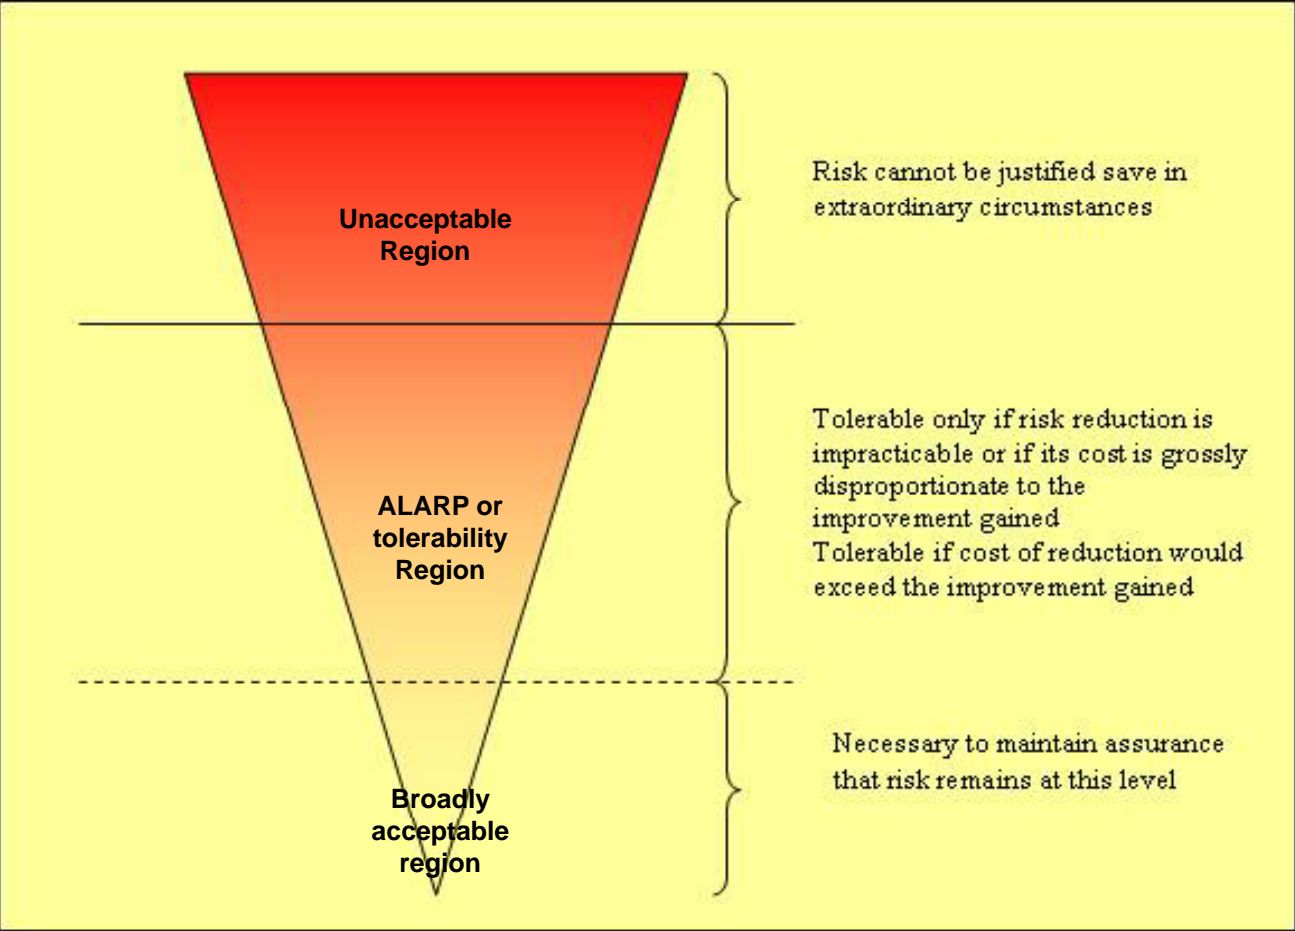 Unacceptable
Region
Risk cannot be justified save in
extraordinary circumstances
ALARP or
tolerability
Region
Tolerable only if risk reduction is
impracticable or if its cost is grossly
disproportionate to the
improvement gained
Tolerable if cost of reduction would
exceed the improvement gained
Broadly
acceptable
region
Necessary to maintain assurance
that risk remains at this level